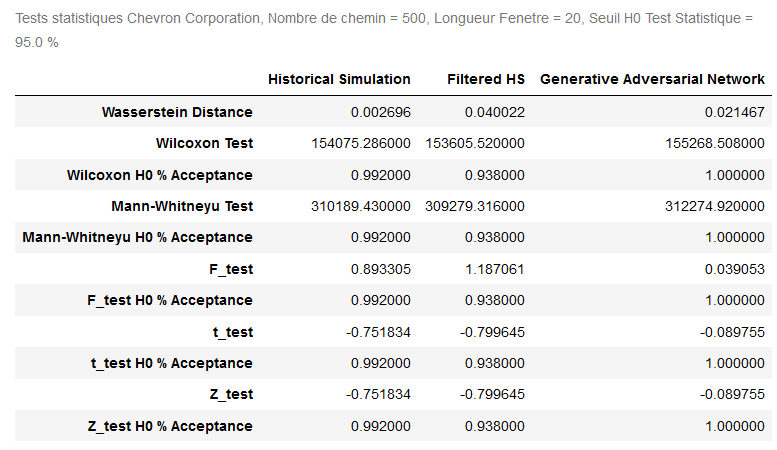 Tests statistiques Chevron Corporation, Nombre de chemin = 500, Longueur Fenetre = 20, Seuil H0 Test Statistique =
95.0 %
Historical Simulation Filtered HS Generative Adversarial Network
Wasserstein Distance 0.002696 0.040022 0.021467
Wilcoxon Test 154075.286000 153605.520000 155268.508000
Wilcoxon H0 % Acceptance 0.992000 0.938000 1.000000
Mann-Whitneyu Test 310189.430000 309279.316000 312274.920000
Mann-Whitneyu H0 % Acceptance 0.992000 0.938000 1.000000
F_test 0.893305 1.187061 0.039053
F_test H0 % Acceptance 0.992000 0.938000 1.000000
t_test -0.751834 -0.799645 -0.089755
t_test H0 % Acceptance 0.992000 0.938000 1.000000
Z_test -0.751834 -0.799645 -0.089755
Z_test H0 % Acceptance 0.992000 0.938000 1.000000